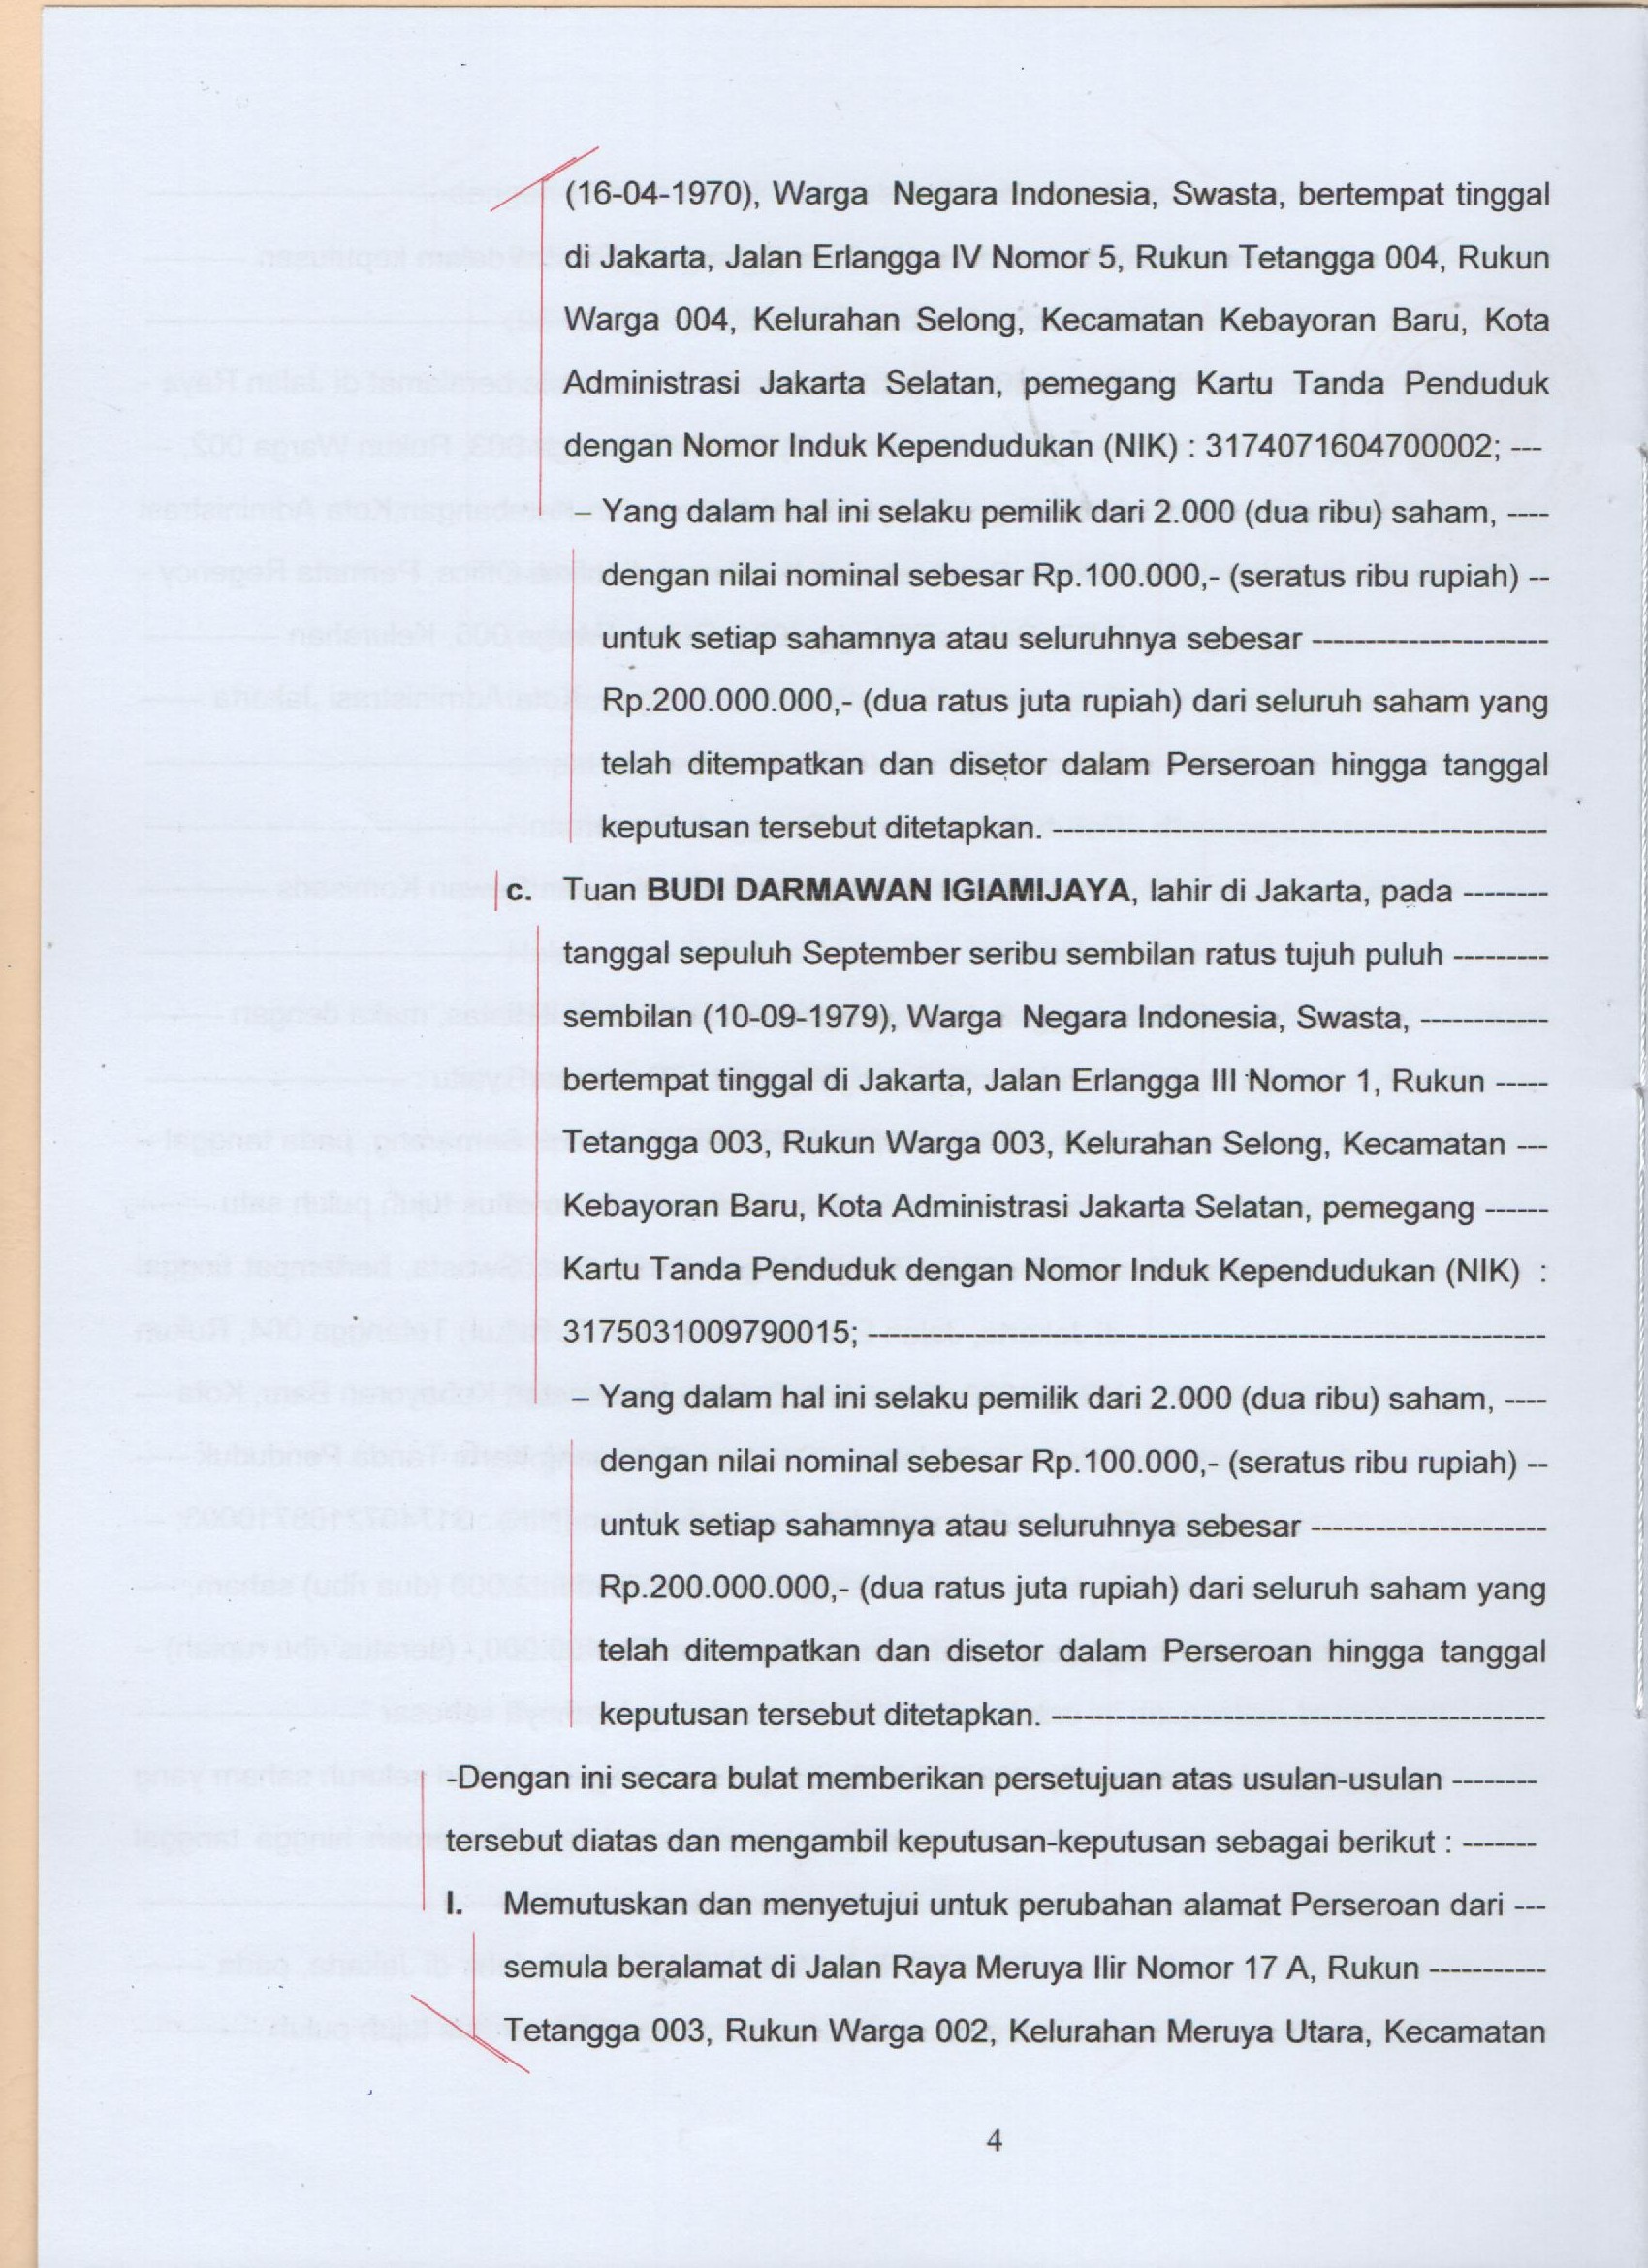 (16-04-1970), Warga Negara Indonesia, Swasta, bertempat tinggal
di Jakarta, Jalan Erlangga IV Nomor 5, Rukun Tetangga 004, Rukun
Warga 004, Kelurahan Selong, Kecamatan Kebayoran Baru, Kota
Administrasi Jakarta Selatan, pemegang Kartu Tanda Penduduk
dengan Nomor Induk Kependudukan (NIK) : 3174071604700002; ---
– Yang dalam hal ini selaku pemilik dari 2.000 (dua ribu) saham, ----
dengan nilai nominal sebesar Rp.100.000,- (seratus ribu rupiah) --
untuk setiap sahamnya atau seluruhnya sebesar ----------------------
Rp.200.000.000,- (dua ratus juta rupiah) dari seluruh saham yang
telah ditempatkan dan disetor dalam Perseroan hingga tanggal
keputusan tersebut ditetapkan. -----------------------------------------------
c. Tuan BUDI DARMAWAN IGIAMIJAYA, lahir di Jakarta, pada --------
tanggal sepuluh September seribu sembilan ratus tujuh puluh ---------
sembilan (10-09-1979), Warga Negara Indonesia, Swasta, ------------
bertempat tinggal di Jakarta, Jalan Erlangga III Nomor 1, Rukun -----
Tetangga 003, Rukun Warga 003, Kelurahan Selong, Kecamatan ---
Kebayoran Baru, Kota Administrasi Jakarta Selatan, pemegang ------
Kartu Tanda Penduduk dengan Nomor Induk Kependudukan (NIK) :
3175031009790015; ----------------------------------------------------------------
– Yang dalam hal ini selaku pemilik dari 2.000 (dua ribu) saham, ----
dengan nilai nominal sebesar Rp.100.000,- (seratus ribu rupiah) --
untuk setiap sahamnya atau seluruhnya sebesar ----------------------
Rp.200.000.000,- (dua ratus juta rupiah) dari seluruh saham yang
telah ditempatkan dan disetor dalam Perseroan hingga tanggal
keputusan tersebut ditetapkan. -----------------------------------------------
-Dengan ini secara bulat memberikan persetujuan atas usulan-usulan --------
tersebut diatas dan mengambil keputusan-keputusan sebagai berikut : -------
I. Memutuskan dan menyetujui untuk perubahan alamat Perseroan dari ---
semula beralamat di Jalan Raya Meruya Ilir Nomor 17 A, Rukun -----------
Tetangga 003, Rukun Warga 002, Kelurahan Meruya Utara, Kecamatan
4